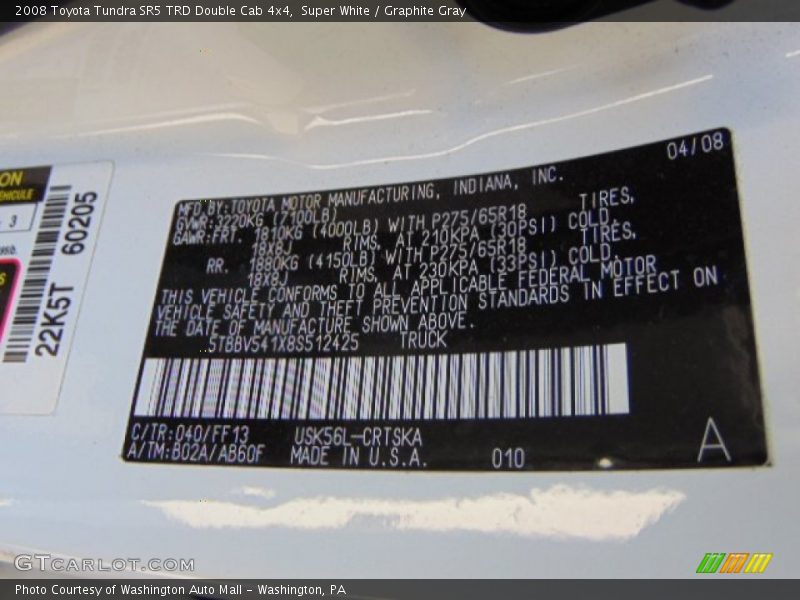 2008 Toyota Tundra SR5 TRD Double Cab 4x4, Super White / Graphite Gray
04/08
MFD BY:TOYOTA MOTOR MANUFACTURING, INDIANA, INC.
GVWR:3220KG (7100LB)
GAWR:FRT. 1810KG (4000LB) WITH P275/65R18 TIRES,
18X8J RIMS, AT 210KPA (30PSI) COLD.
RR. 1880KG (4150LB) WITH P275/65R18 TIRES,
18X8J RIMS, AT 230KPA (33PSI) COLD.
THIS VEHICLE CONFORMS TO ALL APPLICABLE FEDERAL MOTOR
VEHICLE SAFETY AND THEFT PREVENTION STANDARDS IN EFFECT ON
THE DATE OF MANUFACTURE SHOWN ABOVE.
5TBBV541X8S512425 TRUCK
C/TR:040/FF13 USK56L-CRTSKA
A/TM:B02A/AB60F MADE IN U.S.A. 010 A
ON
3
22K5T 60205
GTCARLOT.COM
Photo Courtesy of Washington Auto Mall - Washington, PA